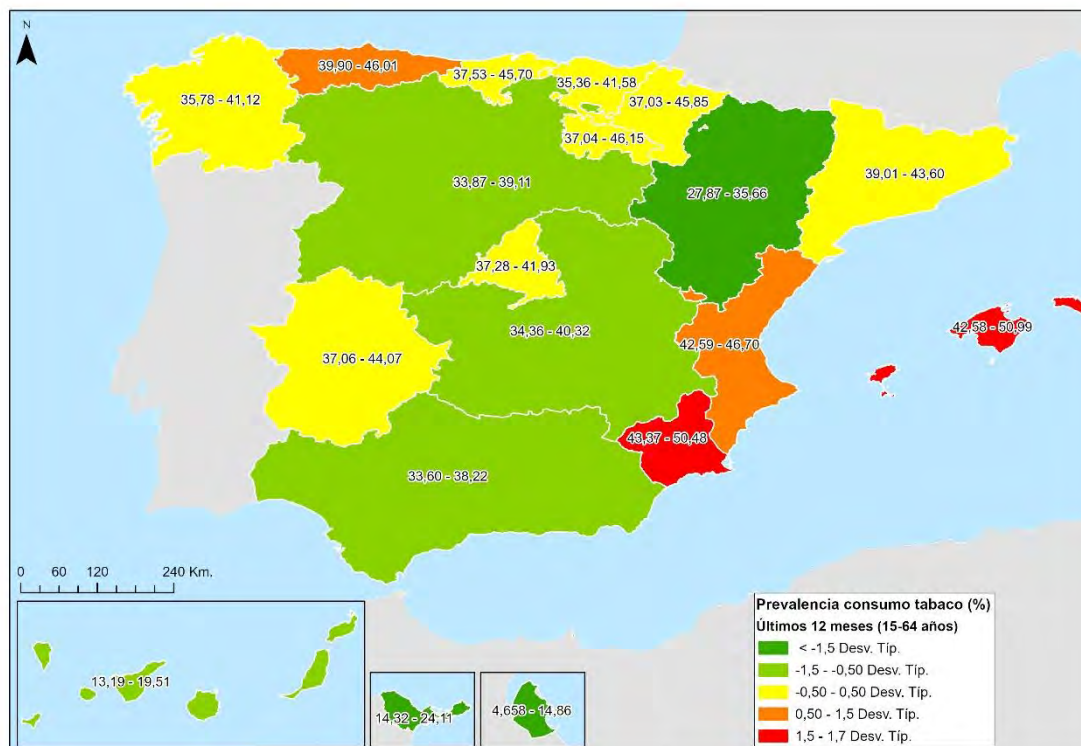 N
39,90 - 46,01
37,53 - 45,70
35,36 - 41,58
35,78 - 41,12
37,03 - 45,85
37,04 - 46,15
39,01 - 43,60
33,87 - 39,11
27,87 - 35,66
37,28 - 41,93
34,36 - 40,32
42,58 - 50,99
42,59 - 46,70
37,06 - 44,07
43,37 - 50,48
33,60 - 38,22
0 60 120 240 Km.
13,19 - 19,51
14,32 - 24,11
4,658 - 14,86
Prevalencia consumo tabaco (%)
Últimos 12 meses (15-64 años)
< -1,5 Desv. Típ.
-1,5 - -0,50 Desv. Típ.
-0,50 - 0,50 Desv. Típ.
0,50 - 1,5 Desv. Típ.
1,5 - 1,7 Desv. Típ.